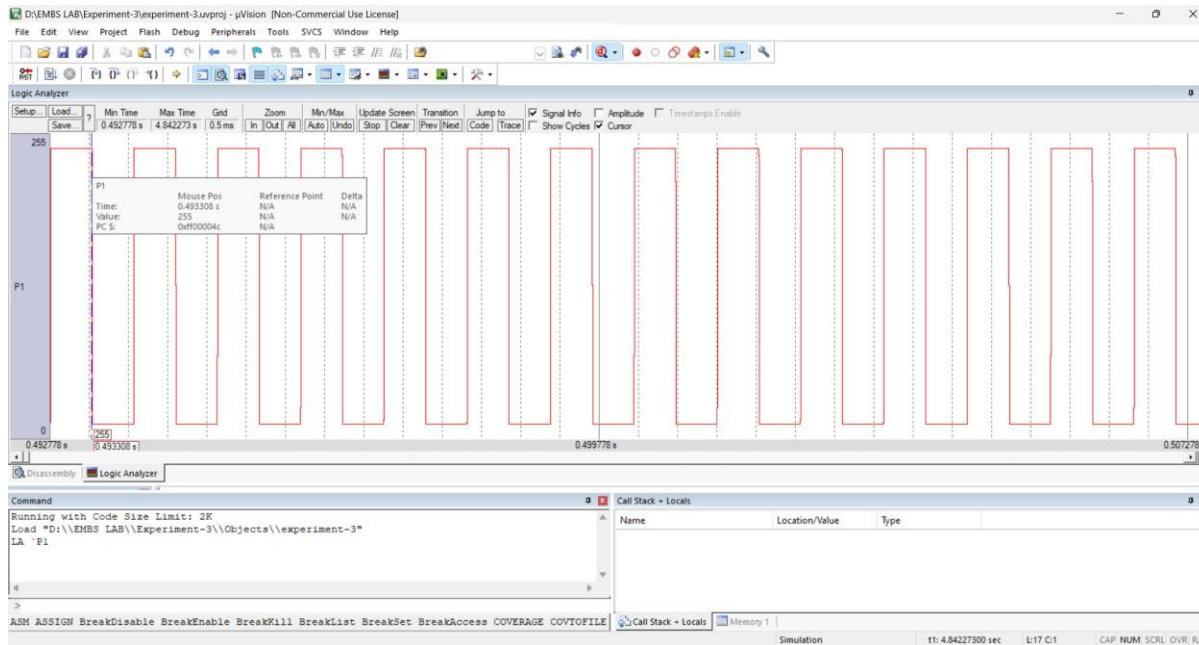 D:\EMBS LAB\Experiment-3\experiment-3.uvproj - µVision [Non-Commercial Use License]
File Edit View Project Flash Debug Peripherals Tools SVCS Window Help
RST
Logic Analyzer
Setup... Load... ? Min Time Max Time Grid Zoom Min/Max Update Screen Transition Jump to Signal Info Amplitude Timestamps Enable
Save... 0.492778 s 4.842273 s 0.5 ms In Out All Auto Undo Stop Clear Prev Next Code Trace Show Cycles Cursor
255
P1
Mouse Pos Reference Point Delta
Time: 0.493308 s N/A N/A
Value: 255 N/A N/A
PC $: 0xff00004c N/A
P1
0
255
0.492778 s 0.493308 s 0.499778 s 0.507278
Disassembly Logic Analyzer
Command
Running with Code Size Limit: 2K
Load "D:\\EMBS LAB\\Experiment-3\\Objects\\experiment-3"
LA `P1
>
ASM ASSIGN BreakDisable BreakEnable BreakKill BreakList BreakSet BreakAccess COVERAGE COVTOFILE
Call Stack + Locals
Name Location/Value Type
Call Stack + Locals Memory 1
Simulation t1: 4.84227300 sec L:17 C:1 CAP NUM SCRL OVR R